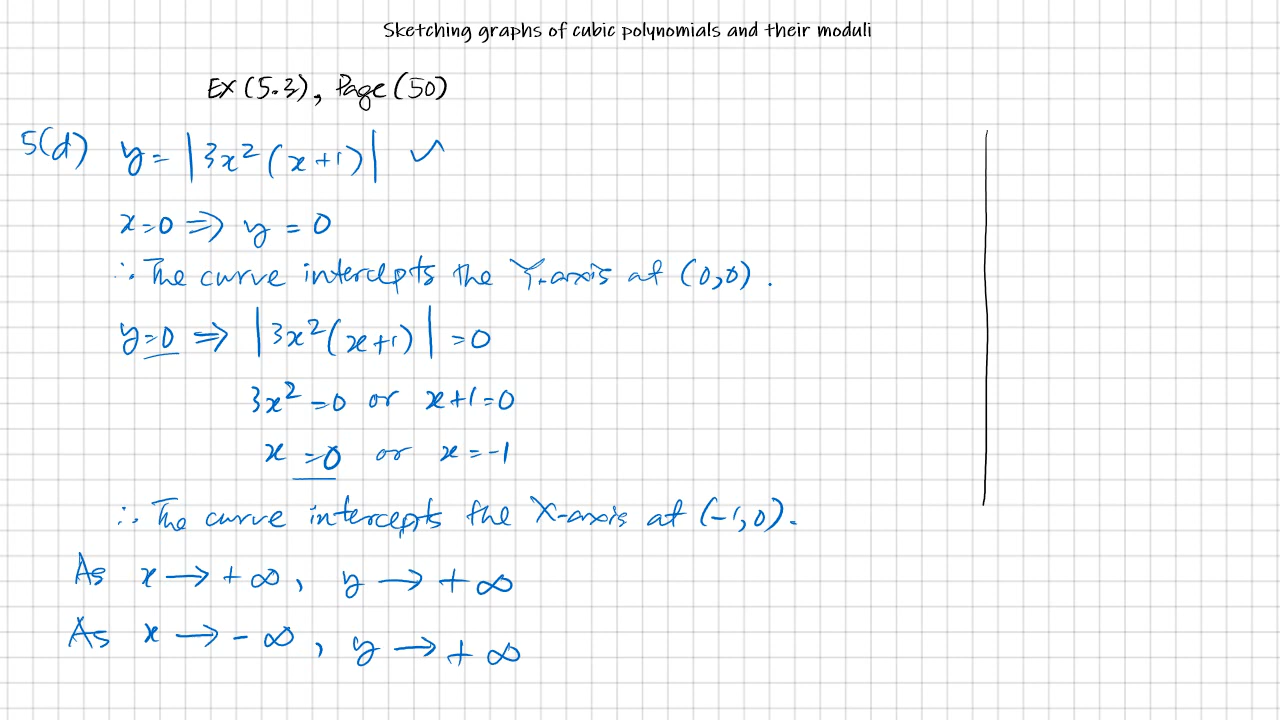 Sketching graphs of cubic polynomials and their moduli
Ex (5.3), Page (50)
5(d) y = |3x²(x+1)|
x=0 ⇒ y = 0
∴ The curve intercepts the Y-axis at (0,0).
y=0 ⇒ |3x²(x+1)| = 0
3x² = 0 or x+1=0
x = 0 or x = -1
∴ The curve intercepts the X-axis at (-1,0).
As x → + ∞, y → + ∞
As x → - ∞, y → + ∞